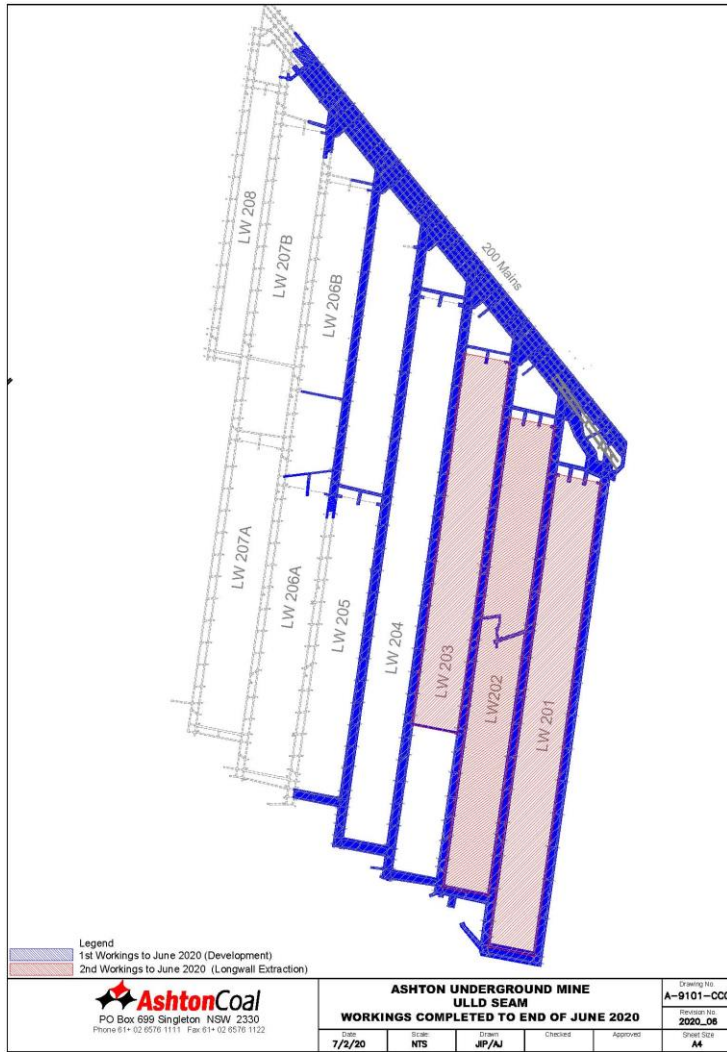 200 Mains
LW 208
LW 207B
LW 206B
LW 207A
LW 206A
LW 205
LW 204
LW 203
LW202
LW 201
Legend
1st Workings to June 2020 (Development)
2nd Workings to June 2020 (Longwall Extraction)
AshtonCoal
PO Box 699 Singleton NSW 2330
Phone 61+ 02 6576 1111 Fax 61+ 02 6576 1122
ASHTON UNDERGROUND MINE
ULLD SEAM
WORKINGS COMPLETED TO END OF JUNE 2020
Date
7/2/20
Scale
NTS
Drawn
JIP/AJ
Checked
Approved
Drawing No.
A-9101-CCC
Revision No.
2020_06
Sheet Size
A4